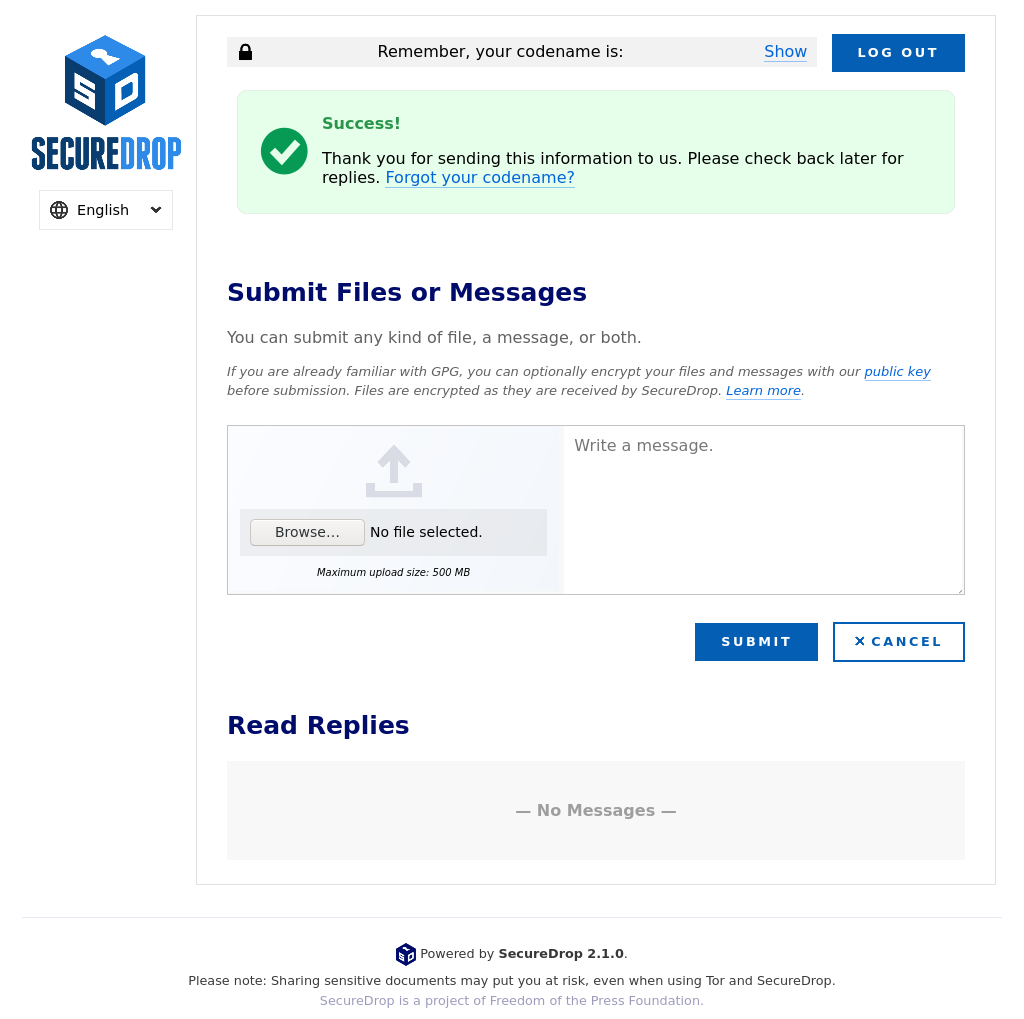 SECUREDROP
English
Remember, your codename is:
Show
LOG OUT
Success!
Thank you for sending this information to us. Please check back later for
replies. Forgot your codename?
Submit Files or Messages
You can submit any kind of file, a message, or both.
If you are already familiar with GPG, you can optionally encrypt your files and messages with our public key
before submission. Files are encrypted as they are received by SecureDrop. Learn more.
Browse…
No file selected.
Maximum upload size: 500 MB
Write a message.
SUBMIT
✕ CANCEL
Read Replies
— No Messages —
Powered by SecureDrop 2.1.0.
Please note: Sharing sensitive documents may put you at risk, even when using Tor and SecureDrop.
SecureDrop is a project of Freedom of the Press Foundation.